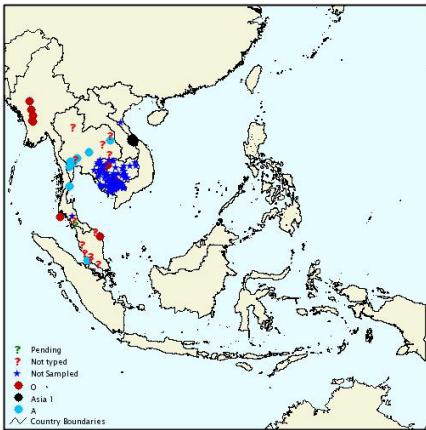 ? Pending
? Not typed
Not Sampled
O
Asia 1
A
Country Boundaries